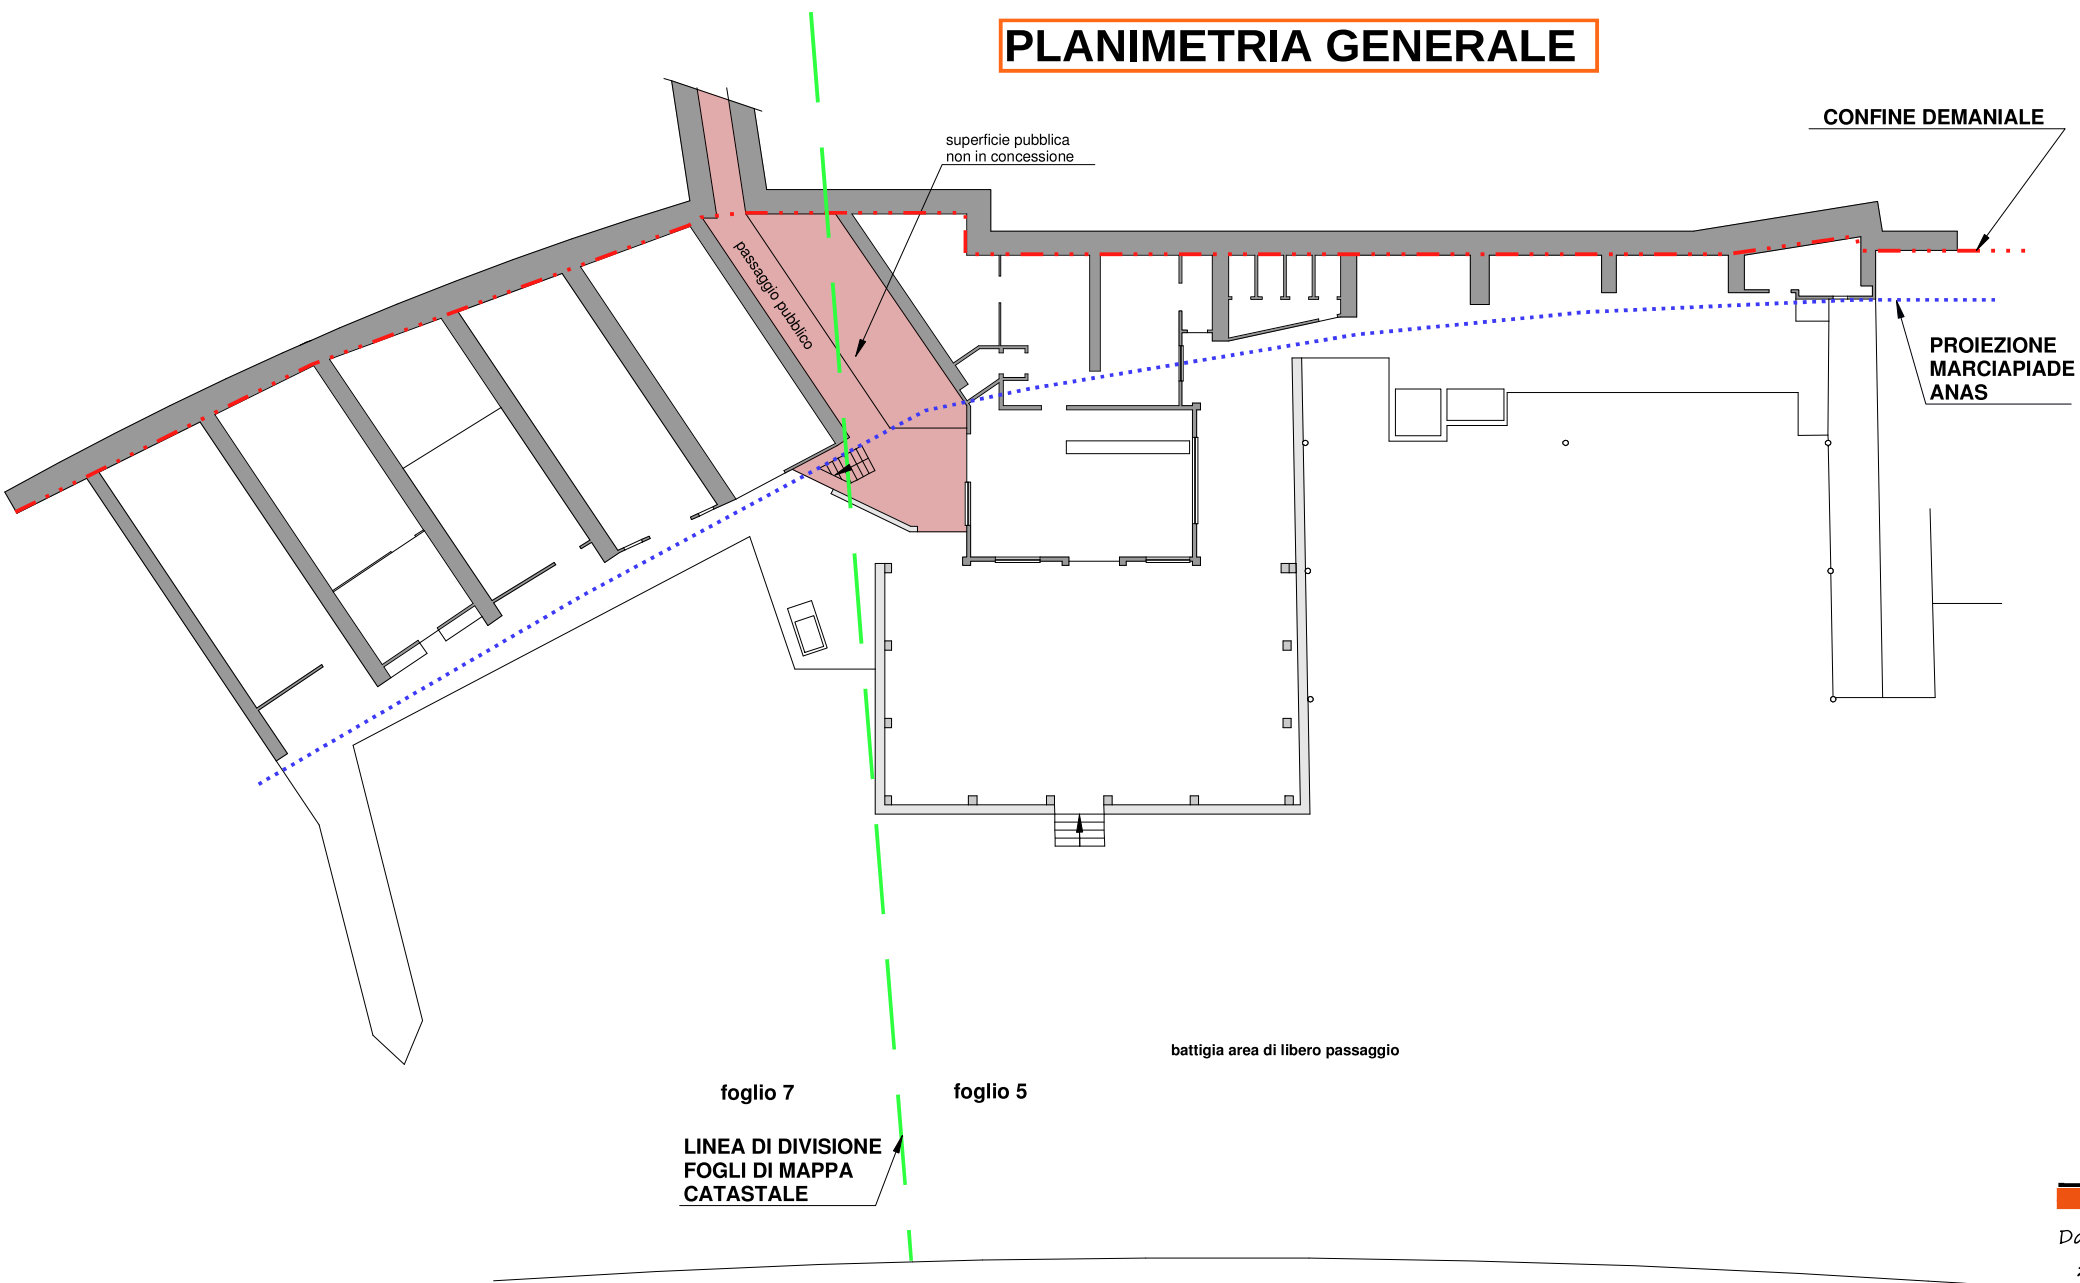 PLANIMETRIA GENERALE
CONFINE DEMANIALE
superficie pubblica
non in concessione
passaggio pubblico
PROIEZIONE
MARCIAPIADE
ANAS
battigia area di libero passaggio
foglio 7
foglio 5
LINEA DI DIVISIONE
FOGLI DI MAPPA
CATASTALE